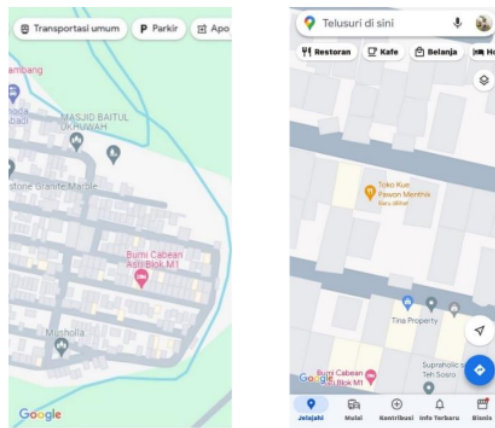 Transportasi umum
Parkir
Apo
ambang
abadi
MASJID BAITUL
UKHUWAH
stone Granite Marble
Bumi Cabean
Asri Blok M1
Musholla
Google
Telusuri di sini
Restoran
Kafe
Belanja
Ho
Toko Kue
Pawon Menthik
Baru dilihat
Tina Property
Bumi Cabean
Blok M1
Google
Suproholic s
Teh Sosro
Jelajahi
Mulai
Kontribusi
Info Terbaru
Bisnis